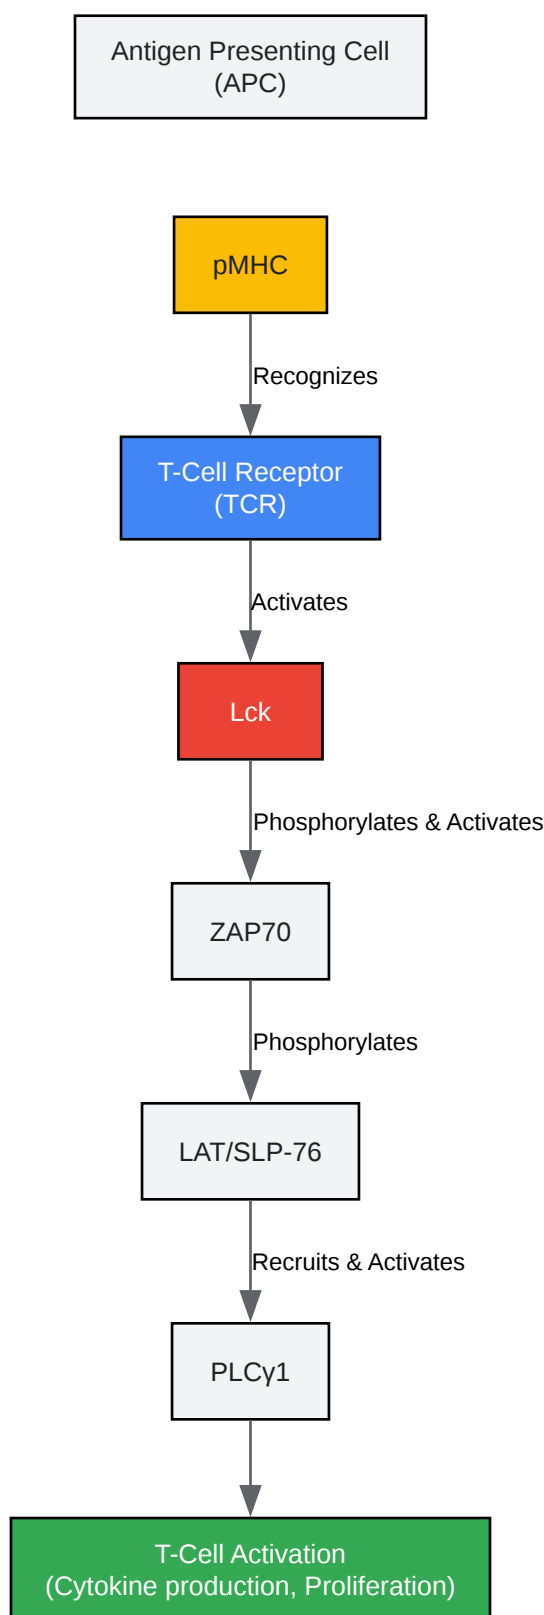 Antigen Presenting Cell
(APC)
pMHC
Recognizes
T-Cell Receptor
(TCR)
Activates
Lck
Phosphorylates & Activates
ZAP70
Phosphorylates
LAT/SLP-76
Recruits & Activates
PLCγ1
T-Cell Activation
(Cytokine production, Proliferation)